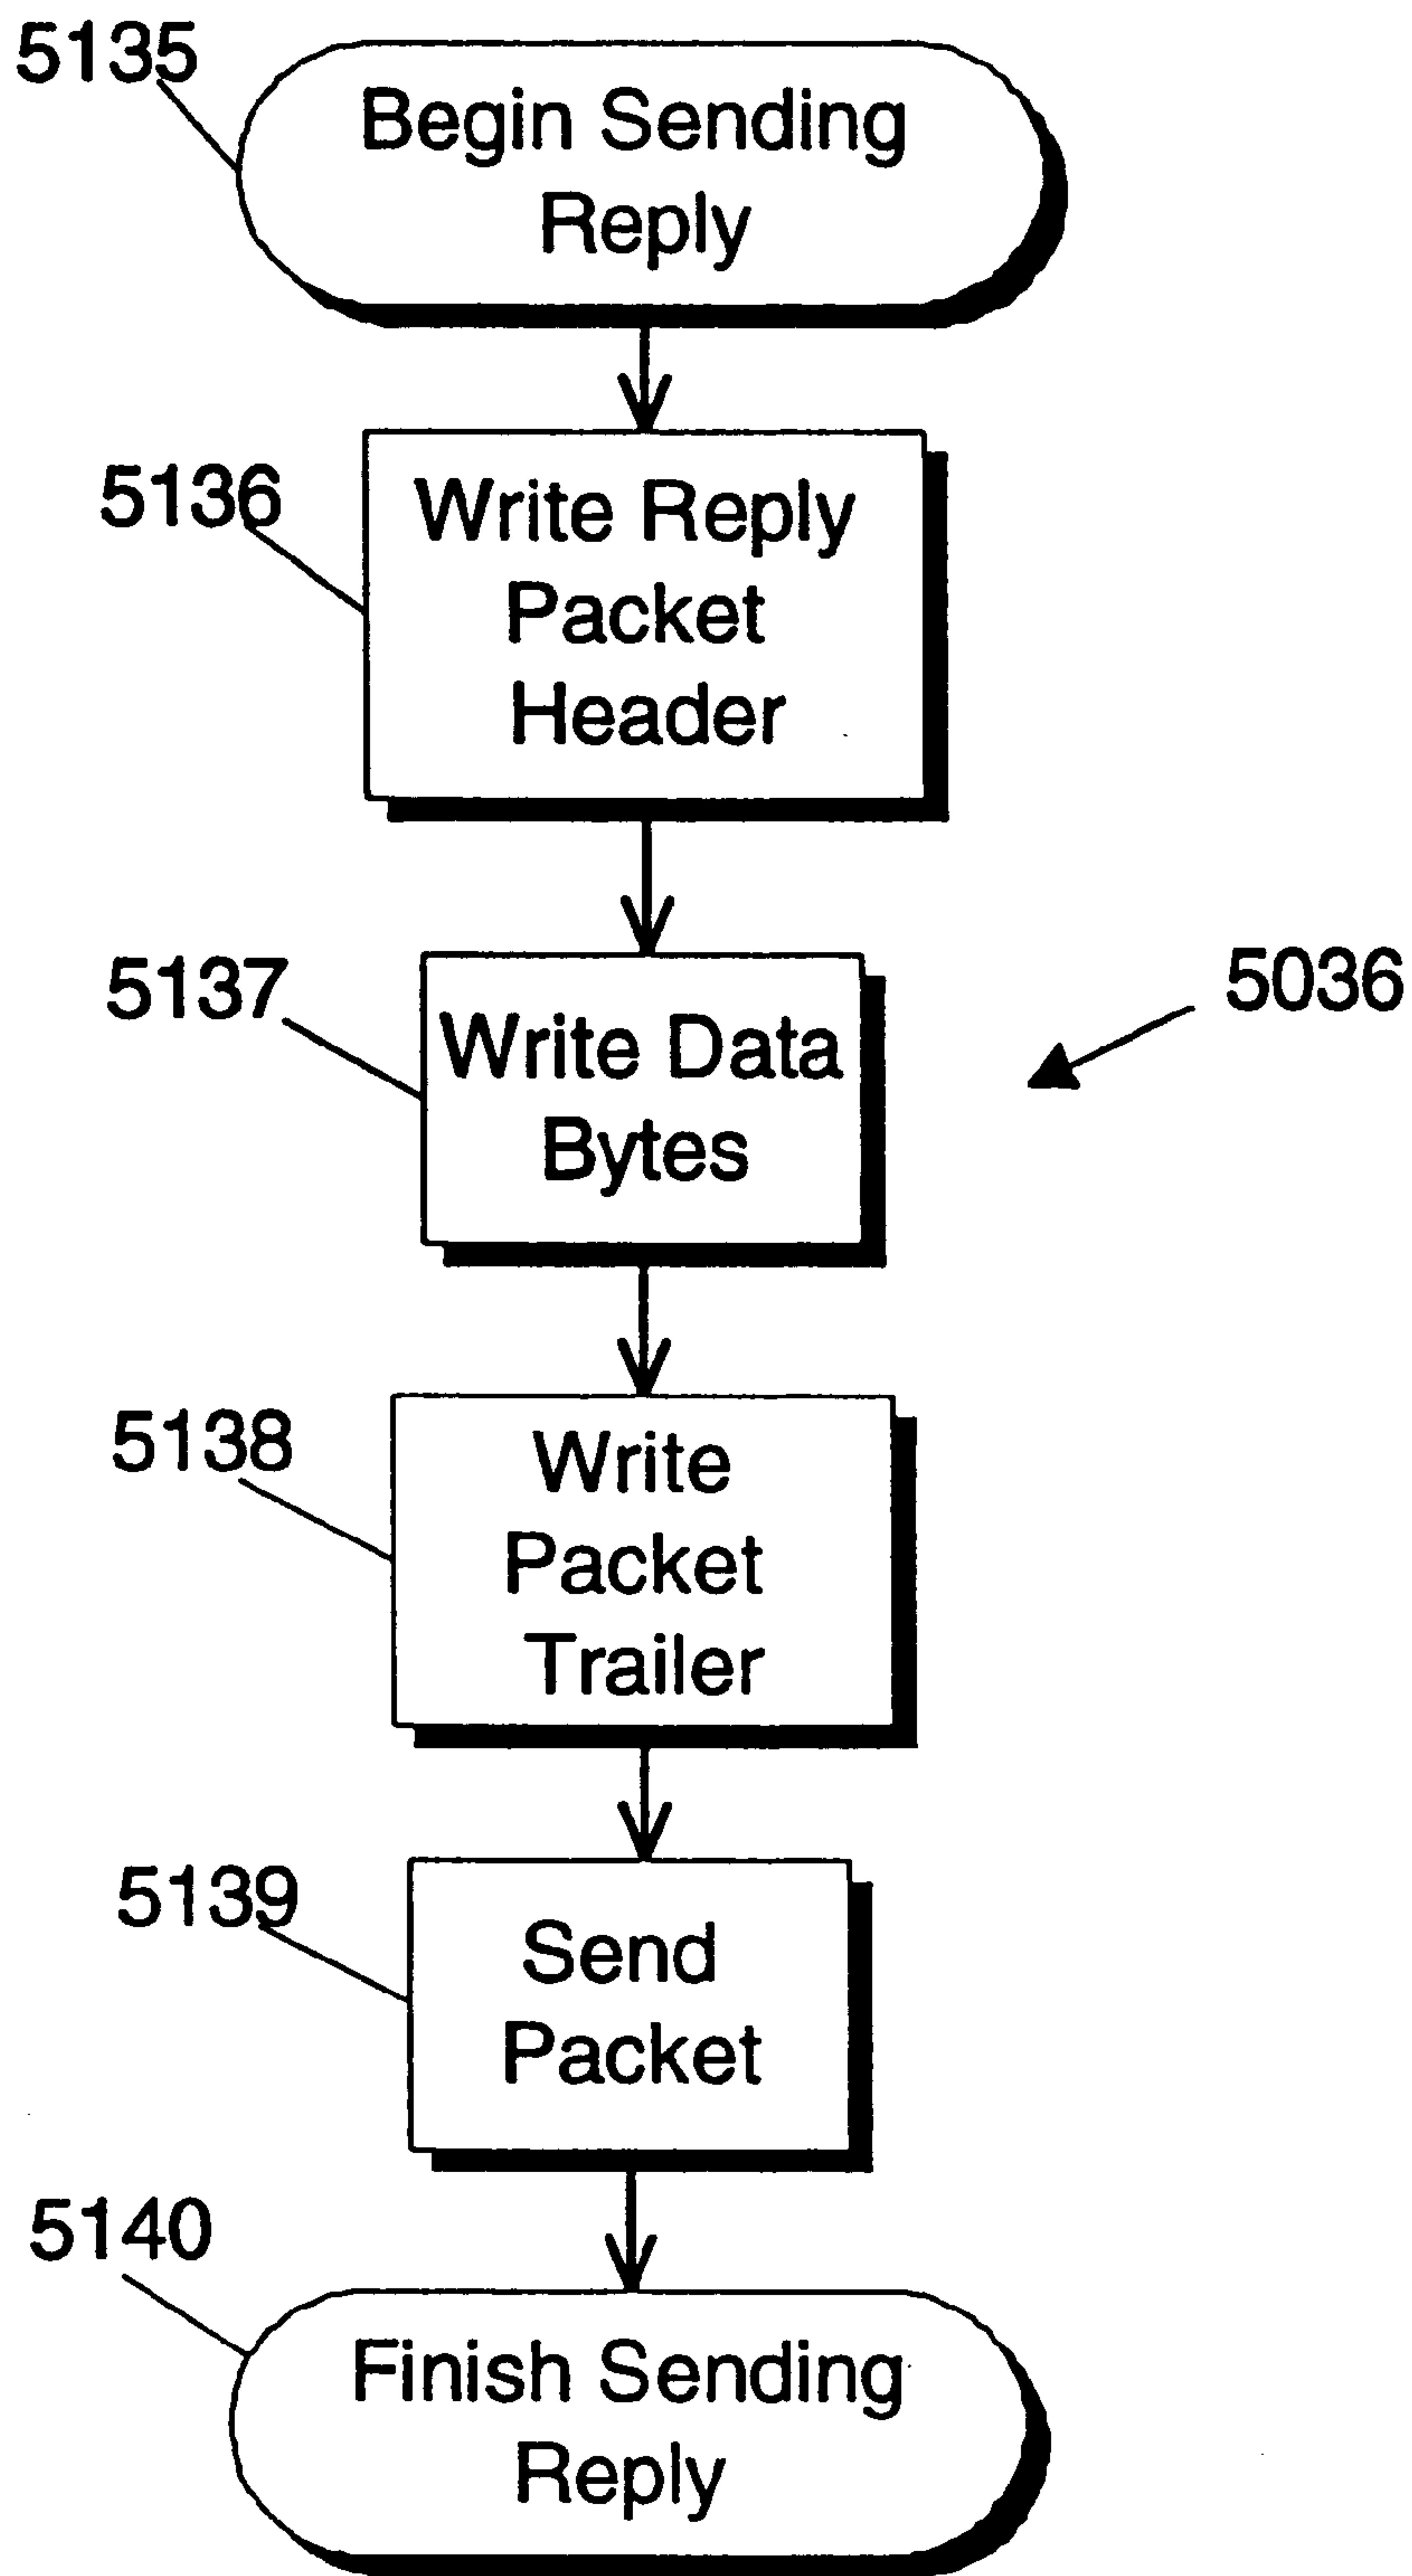 5135
Begin Sending
Reply
5136
Write Reply
Packet
Header
5137
Write Data
Bytes
5036
5138
Write
Packet
Trailer
5139
Send
Packet
5140
Finish Sending
Reply